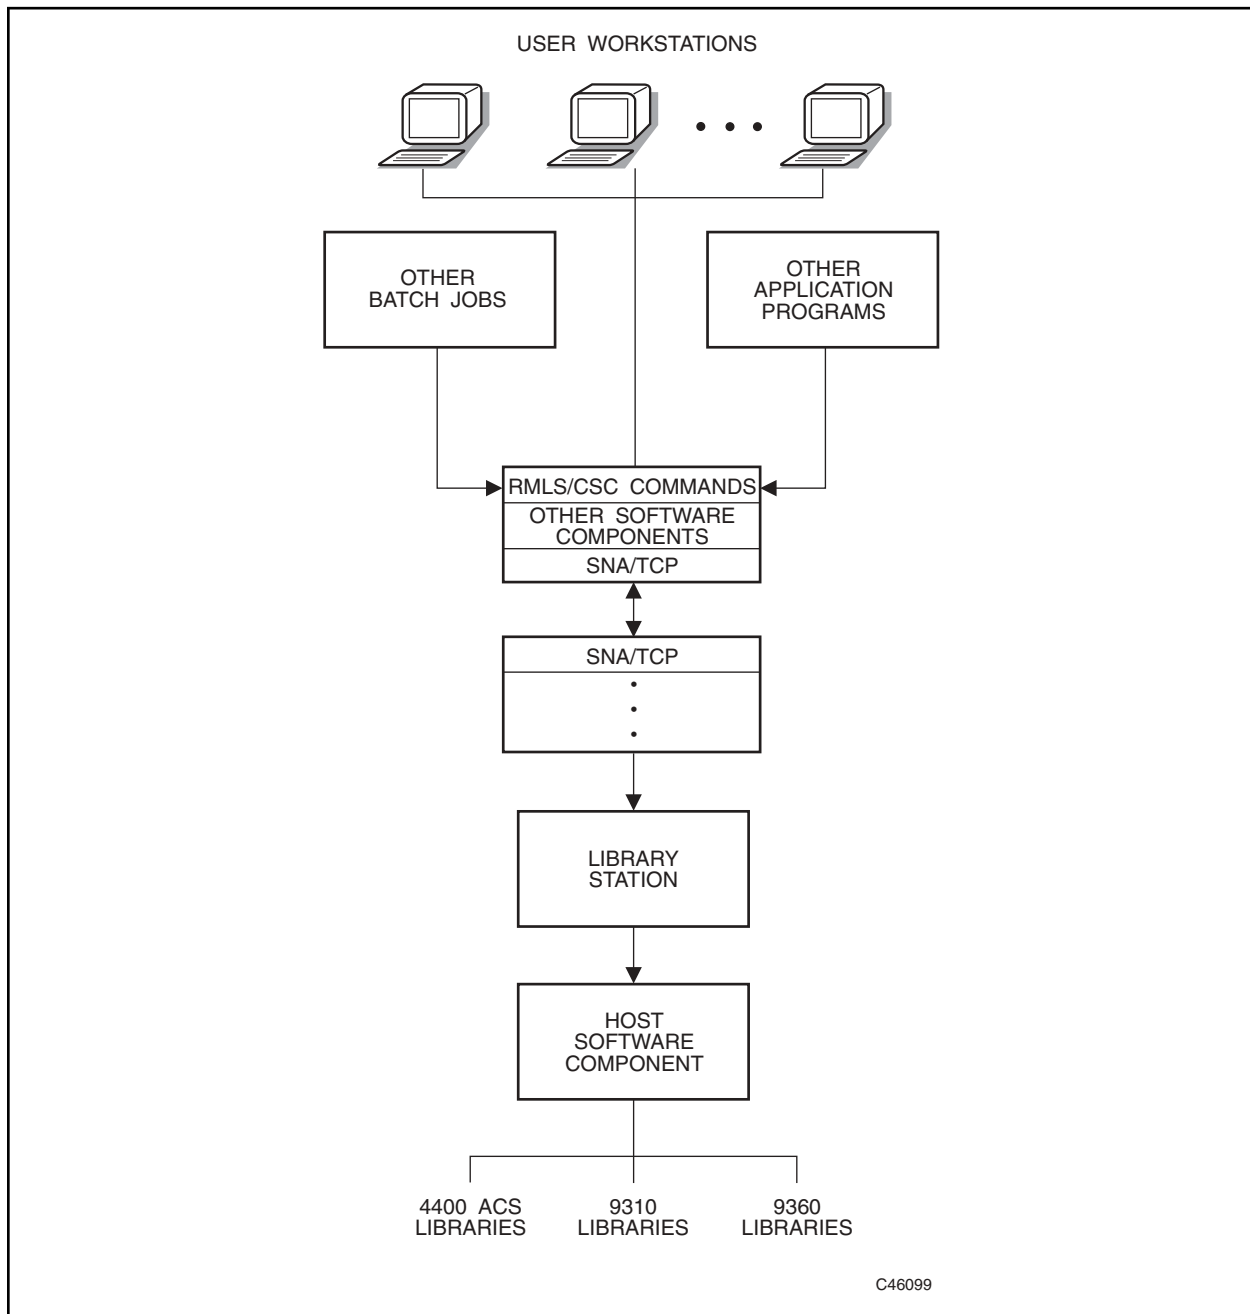 USER WORKSTATIONS
OTHER
BATCH JOBS
OTHER
APPLICATION
PROGRAMS
RMLS/CSC COMMANDS
OTHER SOFTWARE
COMPONENTS
SNA/TCP
SNA/TCP
LIBRARY
STATION
HOST
SOFTWARE
COMPONENT
4400 ACS
LIBRARIES
9310
LIBRARIES
9360
LIBRARIES
C46099